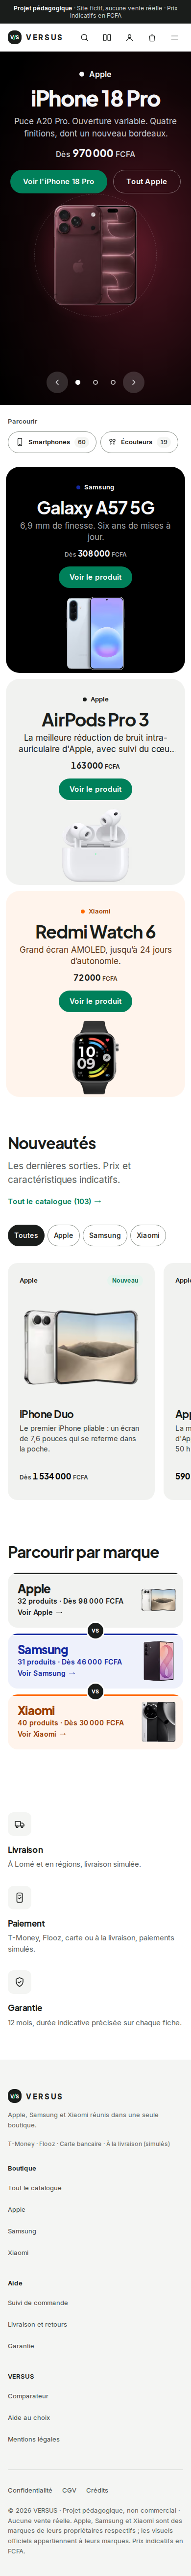 Projet pédagogique · Site fictif, aucune vente réelle · Prix
indicatifs en FCFA
V/S VERSUS
Apple
iPhone 18 Pro
Puce A20 Pro. Ouverture variable. Quatre
finitions, dont un nouveau bordeaux.
Dès 970 000 FCFA
Voir l'iPhone 18 Pro
Tout Apple
Parcourir
Smartphones 60
Écouteurs 19
Samsung
Galaxy A57 5G
6,9 mm de finesse. Six ans de mises à
jour.
Dès 308 000 FCFA
Voir le produit
Apple
AirPods Pro 3
La meilleure réduction de bruit intra-
auriculaire d'Apple, avec suivi du cœu…
163 000 FCFA
Voir le produit
Xiaomi
Redmi Watch 6
Grand écran AMOLED, jusqu'à 24 jours
d'autonomie.
72 000 FCFA
Voir le produit
10
09
Nouveautés
Les dernières sorties. Prix et
caractéristiques indicatifs.
Tout le catalogue (103) →
Toutes
Apple
Samsung
Xiaomi
Apple
Nouveau
iPhone Duo
Le premier iPhone pliable : un écran
de 7,6 pouces qui se referme dans
la poche.
Dès 1 534 000 FCFA
Apple
App
La m
d'Ap
50 h
590
Parcourir par marque
Apple
32 produits · Dès 98 000 FCFA
Voir Apple →
VS
Samsung
31 produits · Dès 46 000 FCFA
Voir Samsung →
VS
Xiaomi
40 produits · Dès 30 000 FCFA
Voir Xiaomi →
Livraison
À Lomé et en régions, livraison simulée.
Paiement
T-Money, Flooz, carte ou à la livraison, paiements
simulés.
Garantie
12 mois, durée indicative précisée sur chaque fiche.
V/S VERSUS
Apple, Samsung et Xiaomi réunis dans une seule
boutique.
T-Money · Flooz · Carte bancaire · À la livraison (simulés)
Boutique
Tout le catalogue
Apple
Samsung
Xiaomi
Aide
Suivi de commande
Livraison et retours
Garantie
VERSUS
Comparateur
Aide au choix
Mentions légales
Confidentialité
CGV
Crédits
© 2026 VERSUS · Projet pédagogique, non commercial ·
Aucune vente réelle. Apple, Samsung et Xiaomi sont des
marques de leurs propriétaires respectifs ; les visuels
officiels appartiennent à leurs marques. Prix indicatifs en
FCFA.